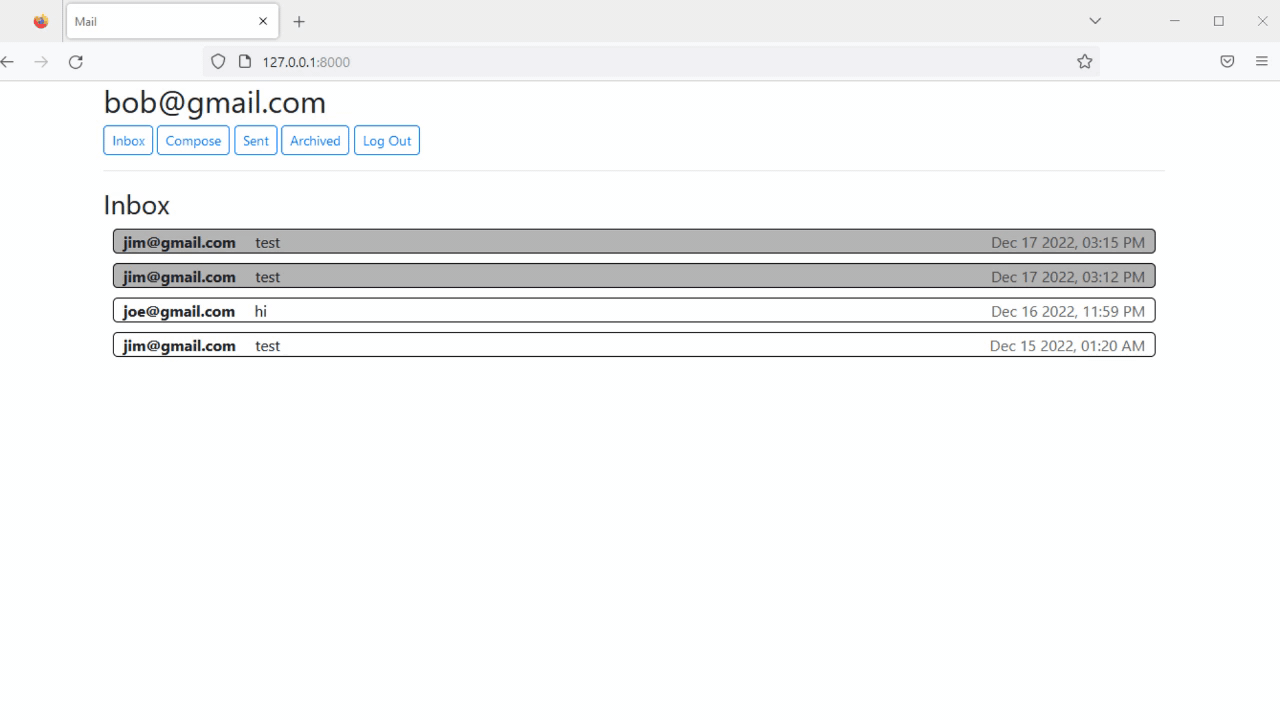 Mail
127.0.0.1:8000
bob@gmail.com
Inbox Compose Sent Archived Log Out
Inbox
jim@gmail.com test Dec 17 2022, 03:15 PM
jim@gmail.com test Dec 17 2022, 03:12 PM
joe@gmail.com hi Dec 16 2022, 11:59 PM
jim@gmail.com test Dec 15 2022, 01:20 AM